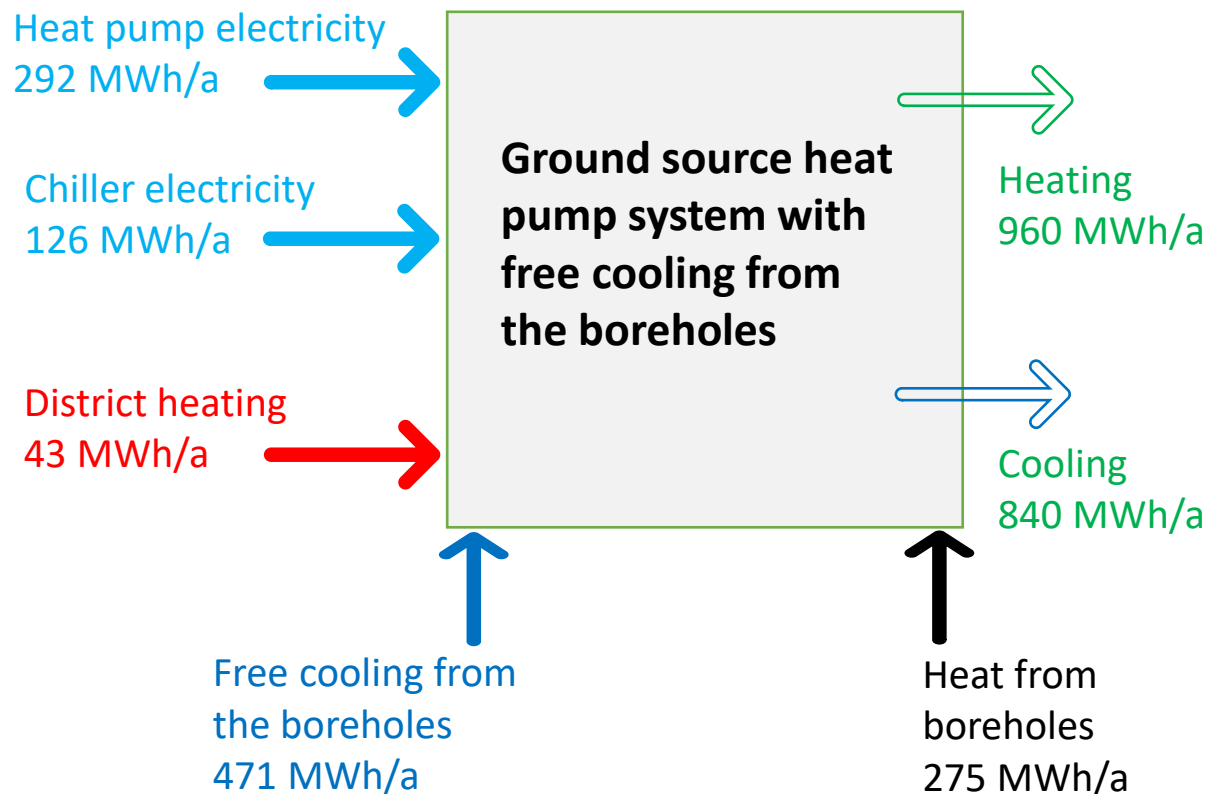 Heat pump electricity
292 MWh/a
Chiller electricity
126 MWh/a
District heating
43 MWh/a
Ground source heat
pump system with
free cooling from
the boreholes
Heating
960 MWh/a
Cooling
840 MWh/a
Free cooling from
the boreholes
471 MWh/a
Heat from
boreholes
275 MWh/a